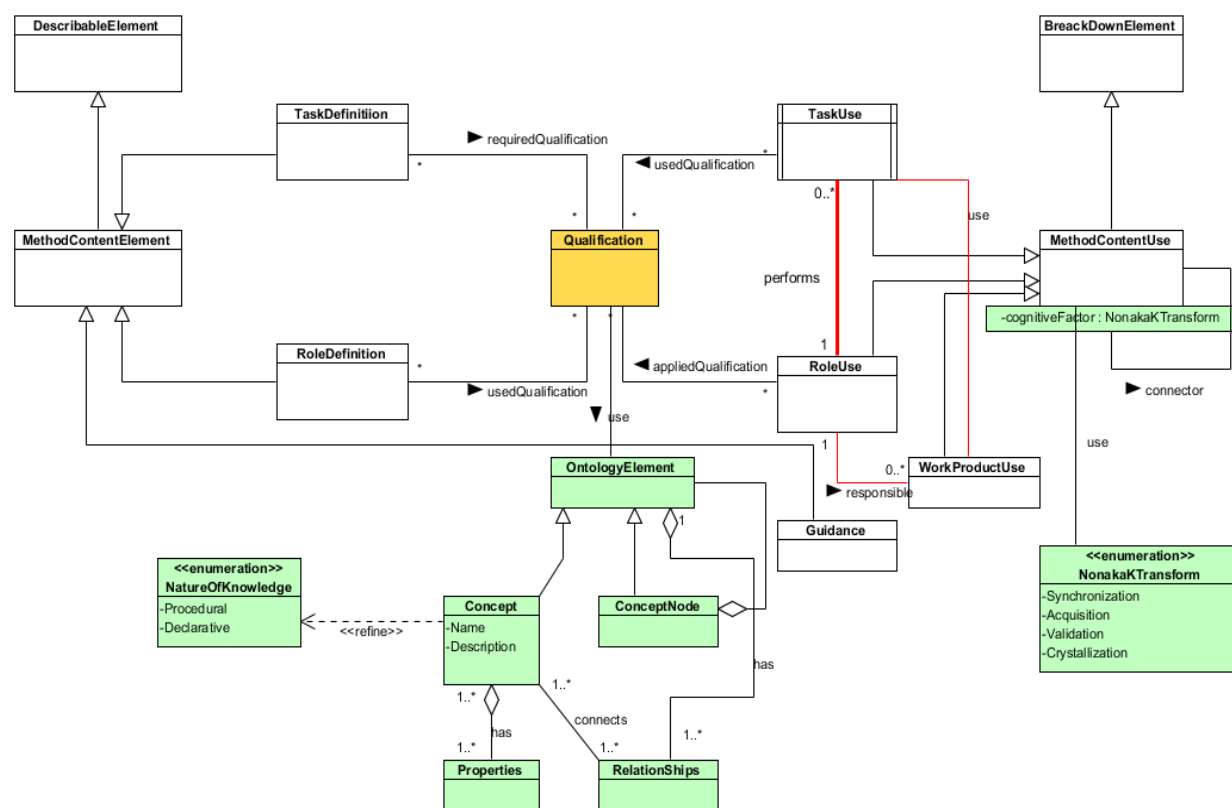 DescribableElement
BreackDownElement
TaskDefinitiion
TaskUse
requiredQualification
*
*
usedQualification
*
*
0..*
use
MethodContentElement
Qualification
MethodContentUse
performs
-cognitiveFactor : NonakaKTransform
*
*
1
RoleDefinition
RoleUse
*
usedQualification
appliedQualification
*
connector
use
use
1
OntologyElement
0..*
WorkProductUse
responsible
1
Guidance
<<enumeration>>
NatureOfKnowledge
-Procedural
-Declarative
<<refine>>
Concept
-Name
-Description
ConceptNode
<<enumeration>>
NonakaKTransform
-Synchronization
-Acquisition
-Validation
-Crystallization
has
1..*
1..*
connects
has
1..*
1..*
1..*
Properties
RelationShips